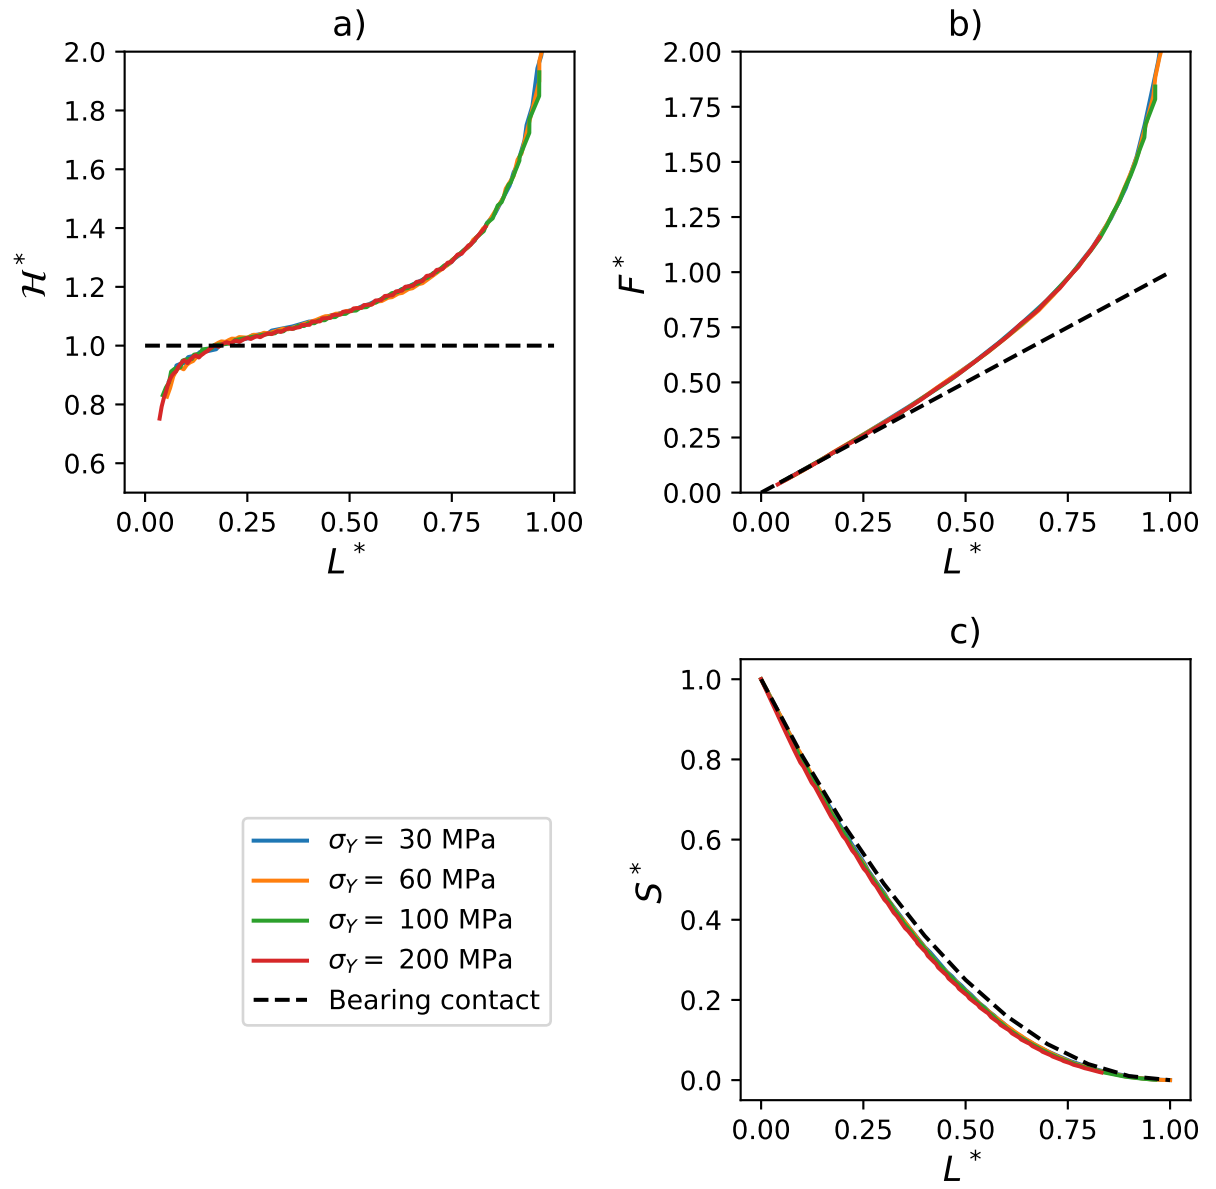 a)
2.0
1.8
1.6
1.4
1.2
1.0
0.8
0.6
ℋ*
0.00 0.25 0.50 0.75 1.00
L*
b)
2.00
1.75
1.50
1.25
1.00
0.75
0.50
0.25
0.00
F*
0.00 0.25 0.50 0.75 1.00
L*
σY = 30 MPa
σY = 60 MPa
σY = 100 MPa
σY = 200 MPa
Bearing contact
c)
1.0
0.8
0.6
0.4
0.2
0.0
S*
0.00 0.25 0.50 0.75 1.00
L*